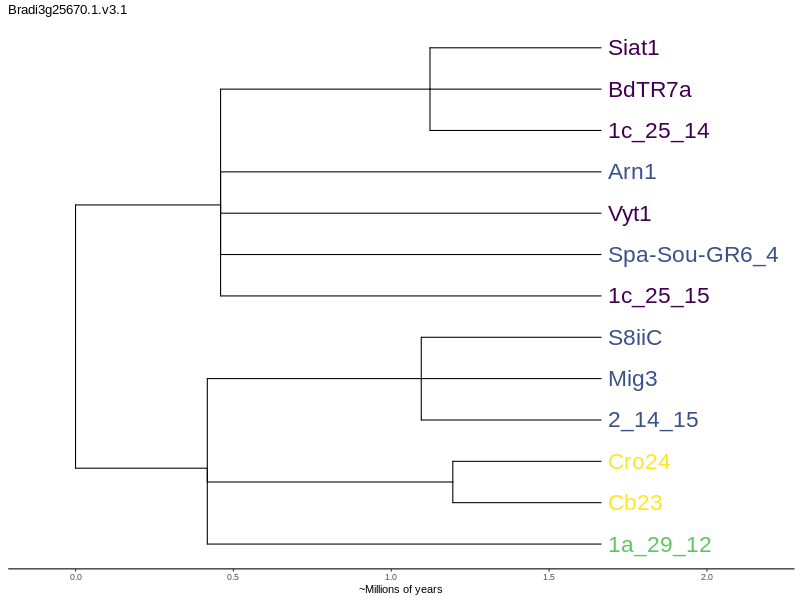 Bradi3g25670.1.v3.1
Siat1
BdTR7a
1c_25_14
Arn1
Vyt1
Spa-Sou-GR6_4
1c_25_15
S8iiC
Mig3
2_14_15
Cro24
Cb23
1a_29_12
0.0 0.5 1.0 1.5 2.0
~Millions of years